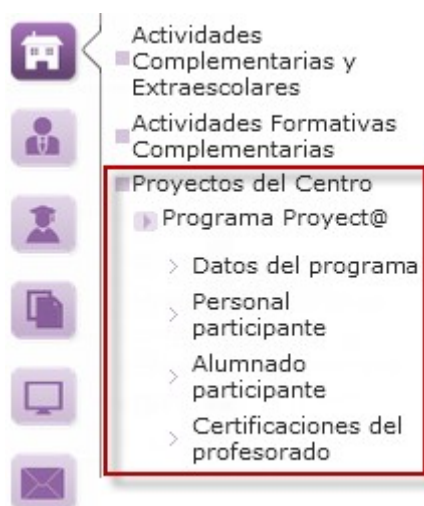 Actividades
Complementarias y
Extraescolares
Actividades Formativas
Complementarias
Proyectos del Centro
Programa Proyect@
Datos del programa
Personal
participante
Alumnado
participante
Certificaciones del
profesorado